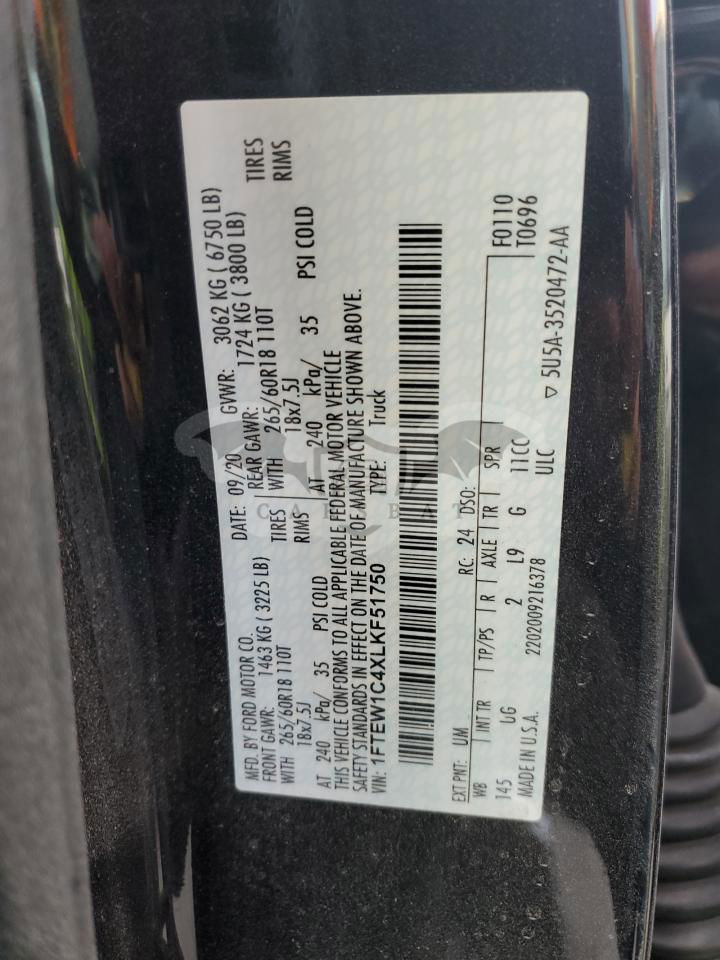 MFD. BY FORD MOTOR CO.
DATE: 09/20 GVWR: 3062 KG ( 6750 LB)
FRONT GAWR: 1463 KG ( 3225 LB) REAR GAWR: 1724 KG ( 3800 LB)
WITH 265/60R18 110T TIRES WITH 265/60R18 110T TIRES
18x7.5J RIMS 18x7.5J RIMS
AT 240 kPa/ 35 PSI COLD AT 240 kPa/ 35 PSI COLD
THIS VEHICLE CONFORMS TO ALL APPLICABLE FEDERAL MOTOR VEHICLE
SAFETY STANDARDS IN EFFECT ON THE DATE OF MANUFACTURE SHOWN ABOVE.
VIN: 1FTEW1C4XLKF51750 TYPE: Truck
EXT PNT: UM RC: 24 DSO: F0110
WB INT TR TP/PS R AXLE TR SPR T0696
145 UG 2 L9 G 11CC
ULC
MADE IN U.S.A. 2202009216378 ▽ 5U5A-3520472-AA